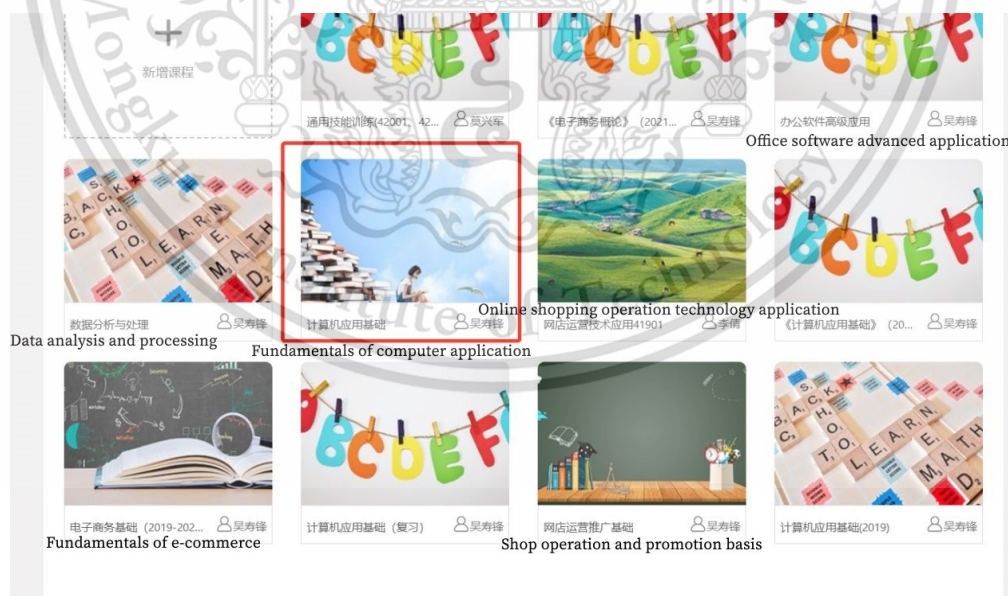 新增课程
通用技能训练(42001，42... 莫兴军
《电子商务概论》（2021... 吴寿锋
办公软件高级应用 吴寿锋
Office software advanced application
数据分析与处理 吴寿锋
计算机应用基础 吴寿锋
网店运营技术应用41901 李倩
《计算机应用基础》（20... 吴寿锋
Online shopping operation technology application
Data analysis and processing
Fundamentals of computer application
电子商务基础（2019-202... 吴寿锋
计算机应用基础（复习） 吴寿锋
网店运营推广基础 吴寿锋
计算机应用基础(2019) 吴寿锋
Fundamentals of e-commerce
Shop operation and promotion basis